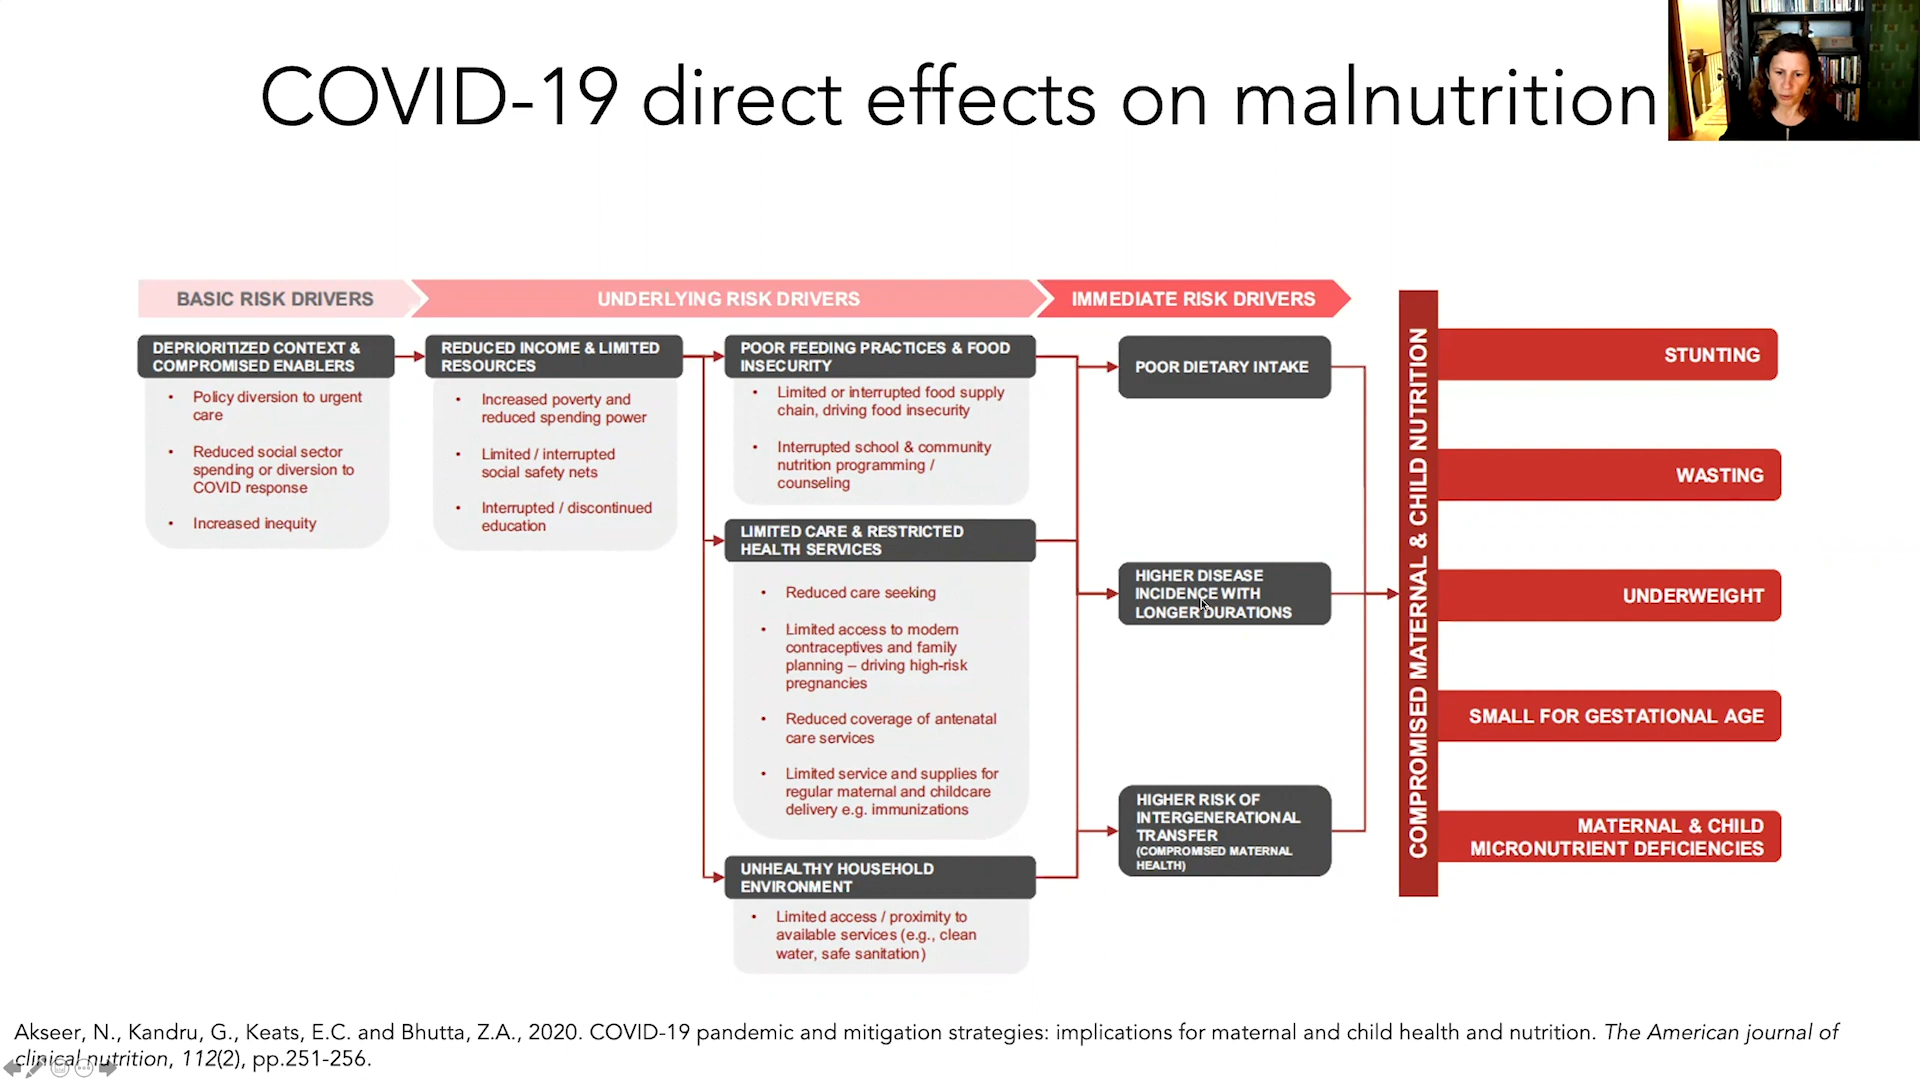 COVID-19 direct effects on malnutrition
BASIC RISK DRIVERS
UNDERLYING RISK DRIVERS
IMMEDIATE RISK DRIVERS
DEPRIORITIZED CONTEXT &
COMPROMISED ENABLERS
• Policy diversion to urgent
care
• Reduced social sector
spending or diversion to
COVID response
• Increased inequity
REDUCED INCOME & LIMITED
RESOURCES
• Increased poverty and
reduced spending power
• Limited / interrupted
social safety nets
• Interrupted / discontinued
education
POOR FEEDING PRACTICES & FOOD
INSECURITY
• Limited or interrupted food supply
chain, driving food insecurity
• Interrupted school & community
nutrition programming /
counseling
LIMITED CARE & RESTRICTED
HEALTH SERVICES
• Reduced care seeking
• Limited access to modern
contraceptives and family
planning – driving high-risk
pregnancies
• Reduced coverage of antenatal
care services
• Limited service and supplies for
regular maternal and childcare
delivery e.g. immunizations
UNHEALTHY HOUSEHOLD
ENVIRONMENT
• Limited access / proximity to
available services (e.g., clean
water, safe sanitation)
POOR DIETARY INTAKE
HIGHER DISEASE
INCIDENCE WITH
LONGER DURATIONS
HIGHER RISK OF
INTERGENERATIONAL
TRANSFER
(COMPROMISED MATERNAL
HEALTH)
COMPROMISED MATERNAL & CHILD NUTRITION
STUNTING
WASTING
UNDERWEIGHT
SMALL FOR GESTATIONAL AGE
MATERNAL & CHILD
MICRONUTRIENT DEFICIENCIES
Akseer, N., Kandru, G., Keats, E.C. and Bhutta, Z.A., 2020. COVID-19 pandemic and mitigation strategies: implications for maternal and child health and nutrition. The American journal of
clinical nutrition, 112(2), pp.251-256.